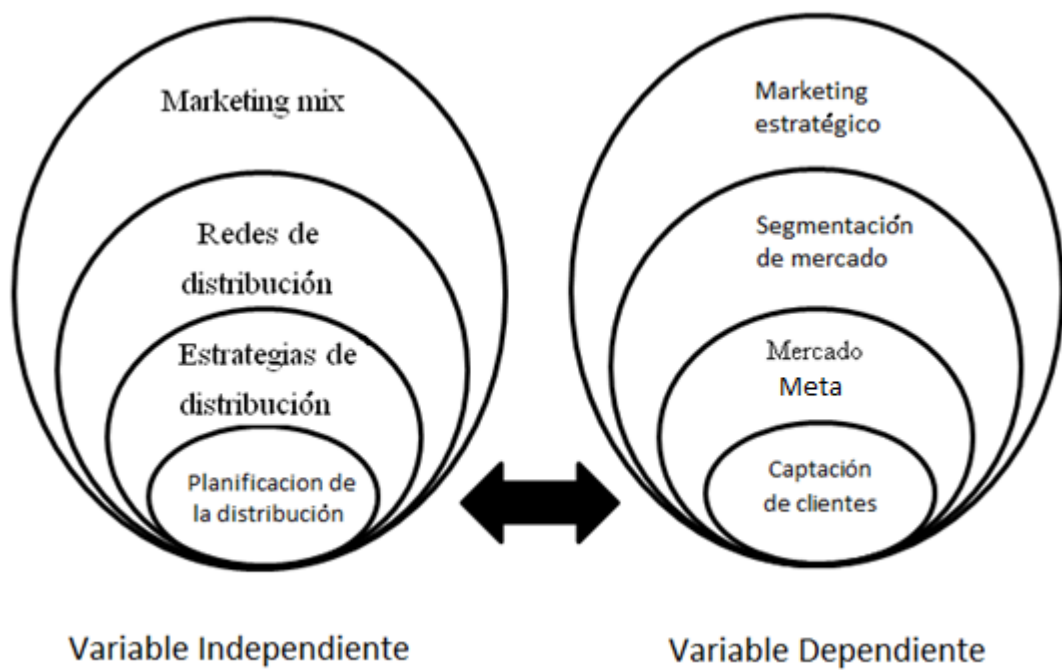 Marketing mix
Redes de
distribución
Estrategias de
distribución
Planificacion de
la distribución
Variable Independiente
Marketing
estratégico
Segmentación
de mercado
Mercado
Meta
Captación
de clientes
Variable Dependiente